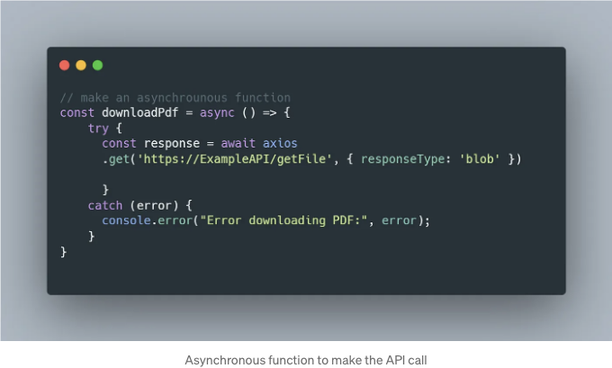 // make an asynchrounous function
const downloadPdf = async () => {
    try {
      const response = await axios
      .get('https://ExampleAPI/getFile', { responseType: 'blob' })
      }
    catch (error) {
      console.error("Error downloading PDF:", error);
    }
}
Asynchronous function to make the API call